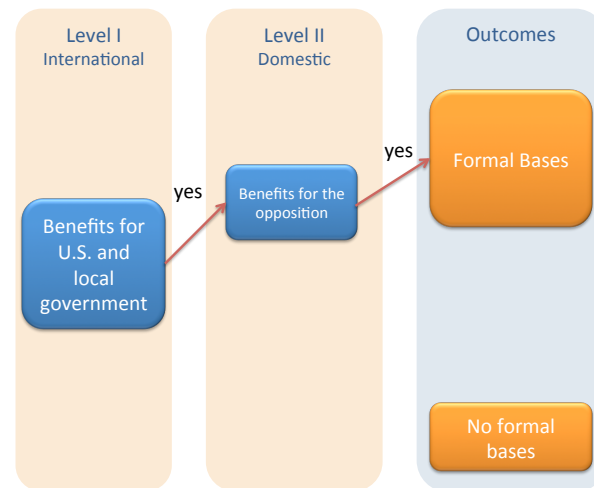 Level I
International
Level II
Domestic
Outcomes
yes
yes
Benefits for
U.S. and
local
government
Benefits for the
opposition
Formal Bases
No formal
bases